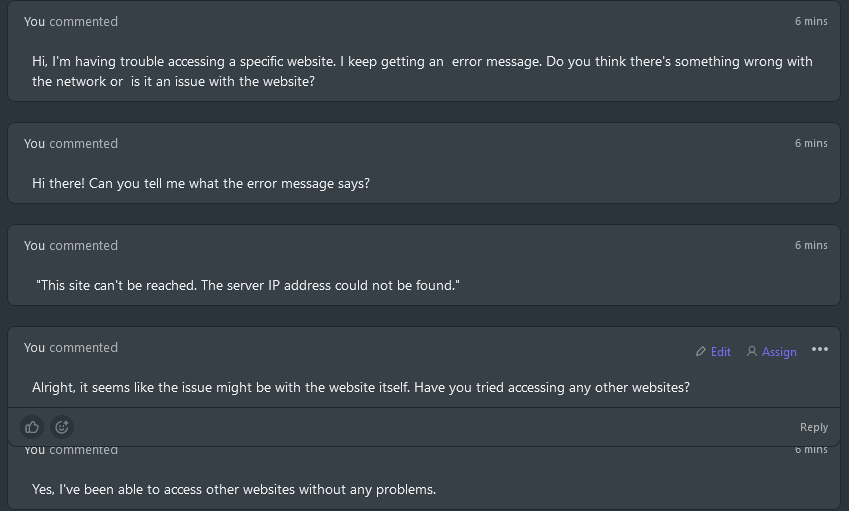 You commented
6 mins
Hi, I'm having trouble accessing a specific website. I keep getting an  error message. Do you think there's something wrong with
the network or  is it an issue with the website?
You commented
6 mins
Hi there! Can you tell me what the error message says?
You commented
6 mins
"This site can't be reached. The server IP address could not be found."
You commented
Edit
Assign
Alright, it seems like the issue might be with the website itself. Have you tried accessing any other websites?
Reply
You commented
6 mins
Yes, I've been able to access other websites without any problems.